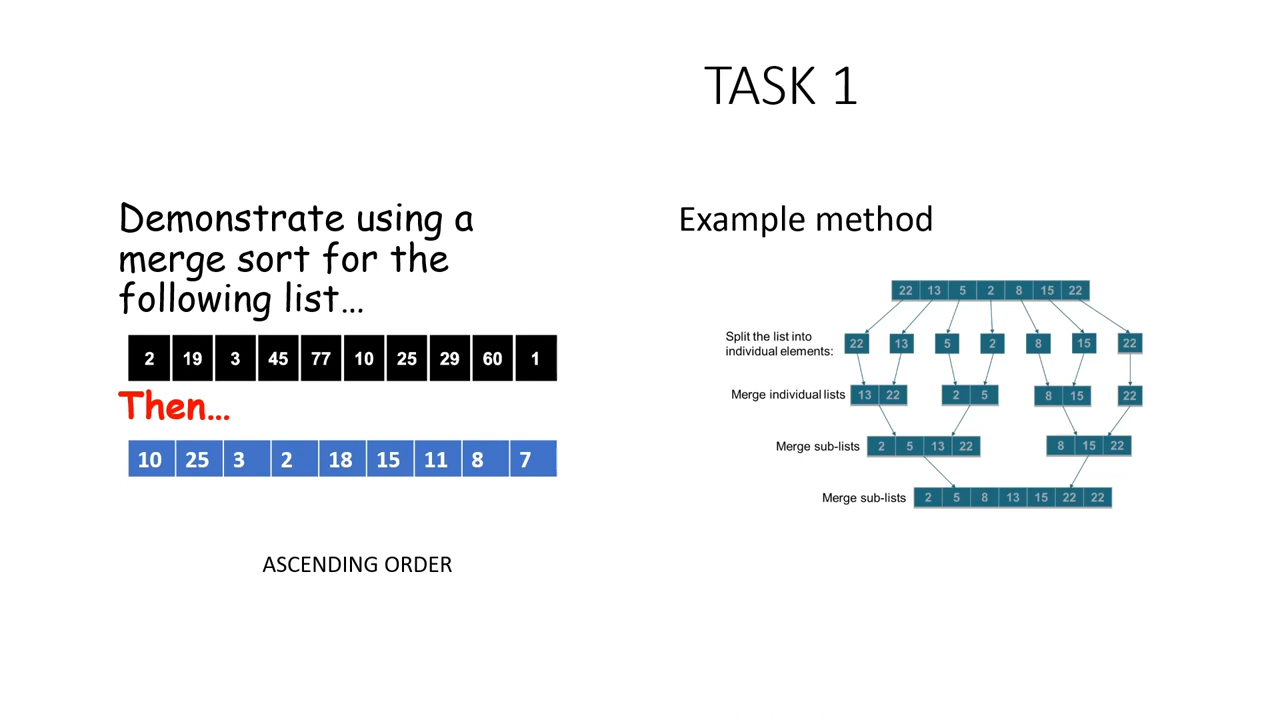 TASK 1
Demonstrate using a
merge sort for the
following list…
2 19 3 45 77 10 25 29 60 1
Then…
10 25 3 2 18 15 11 8 7
ASCENDING ORDER
Example method
22 13 5 2 8 15 22
Split the list into
individual elements:
22 13 5 2 8 15 22
Merge individual lists
13 22 2 5 8 15 22
Merge sub-lists
2 5 13 22 8 15 22
Merge sub-lists
2 5 8 13 15 22 22